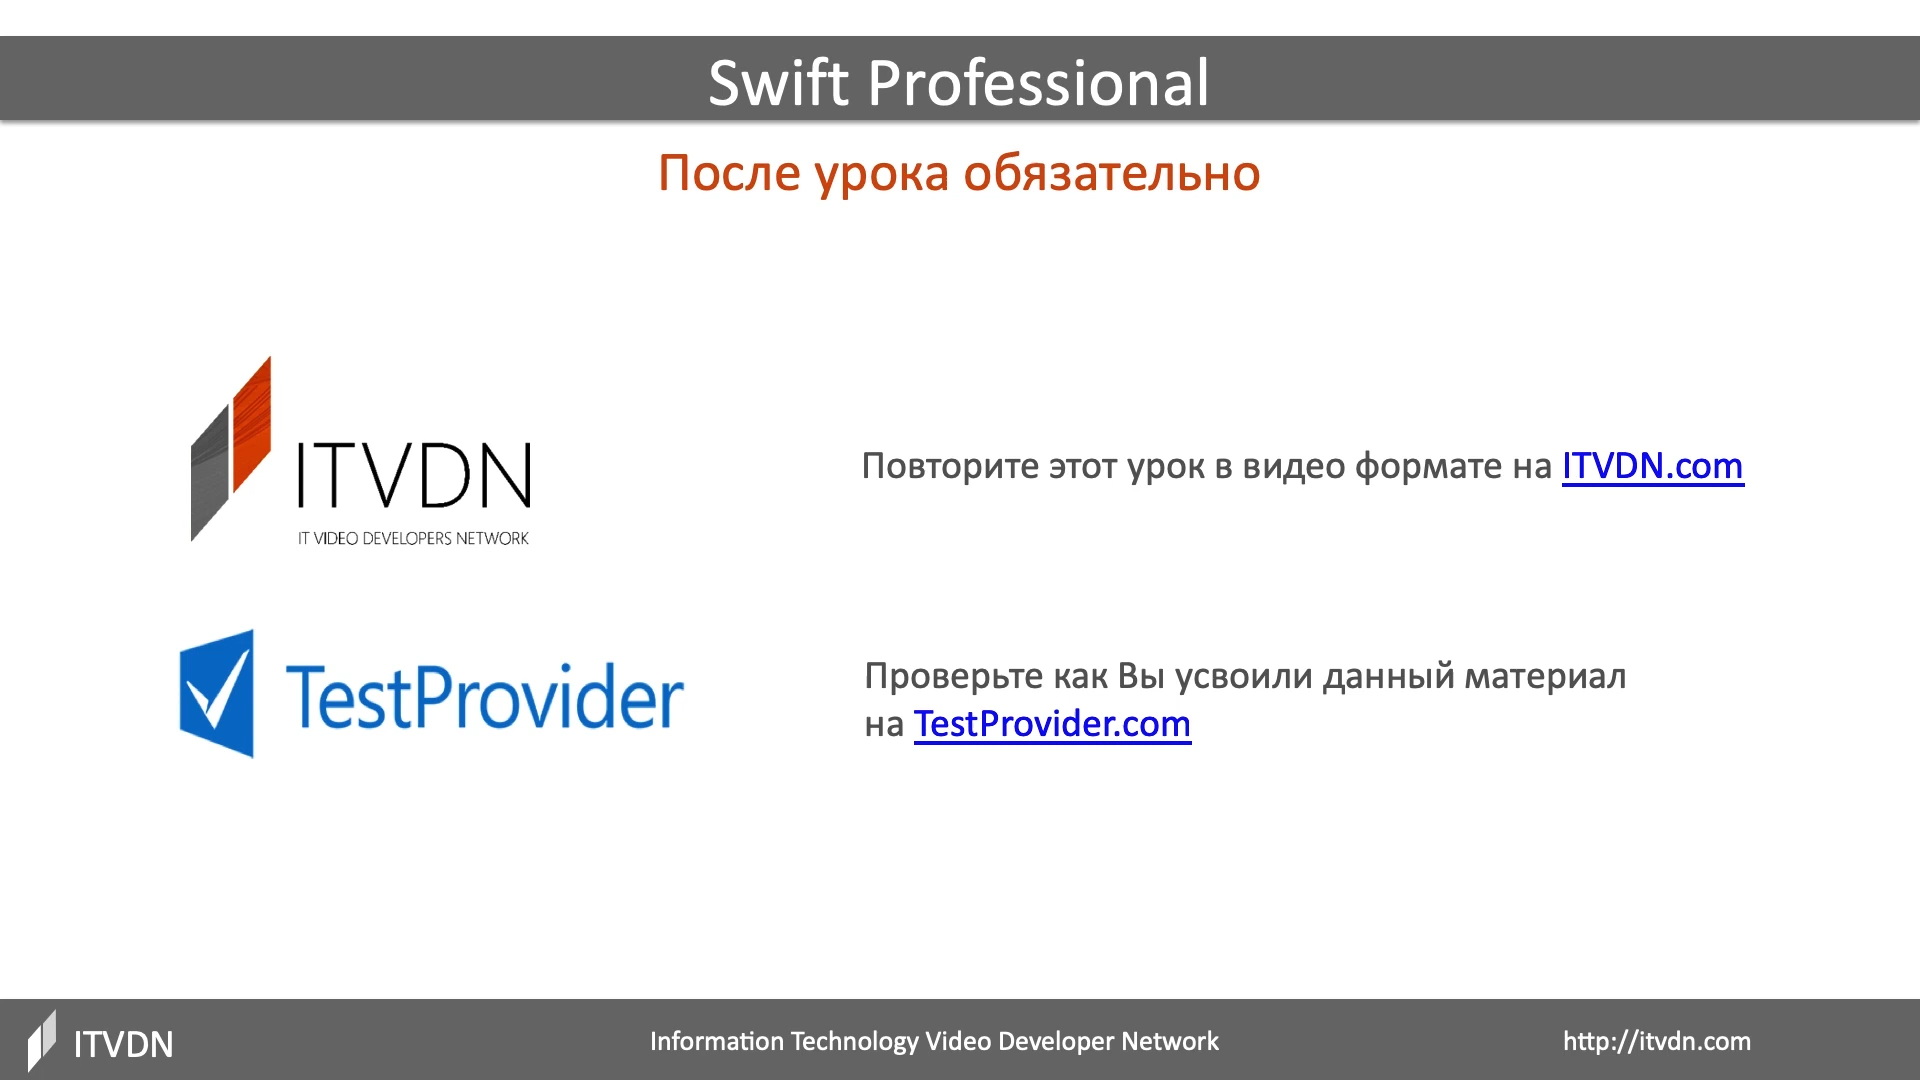 Swift Professional
После урока обязательно
ITVDN
IT VIDEO DEVELOPERS NETWORK
Повторите этот урок в видео формате на ITVDN.com
TestProvider
Проверьте как Вы усвоили данный материал
на TestProvider.com
ITVDN
Information Technology Video Developer Network
http://itvdn.com